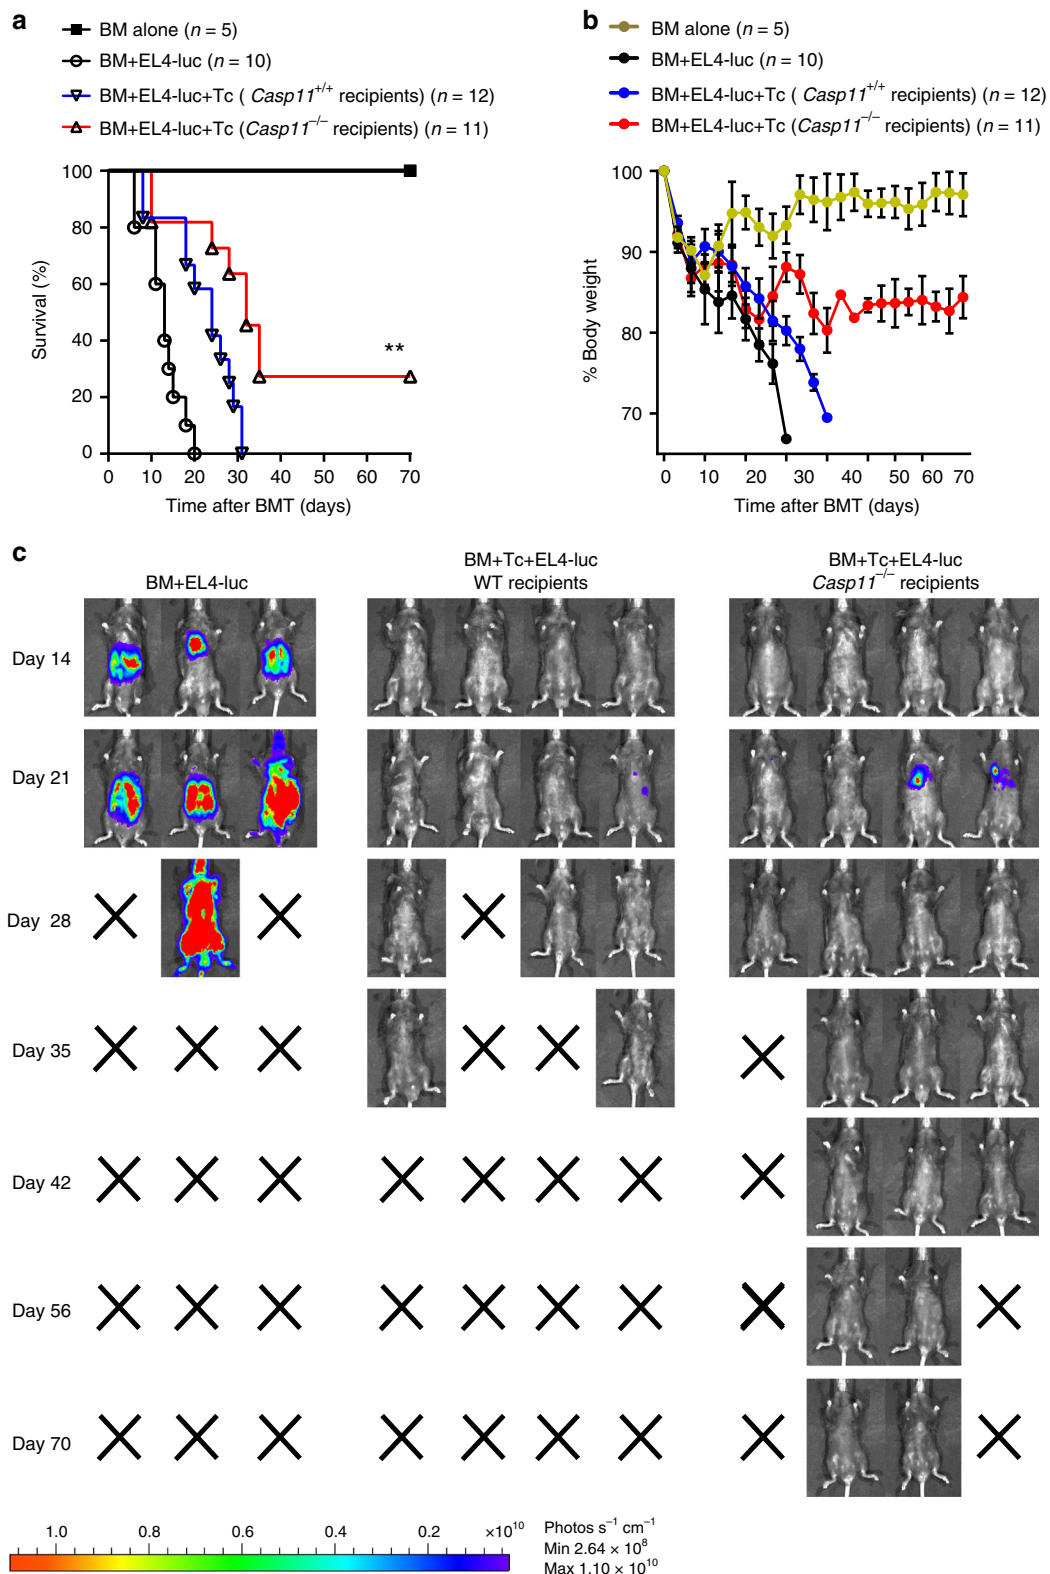 a
BM alone (n = 5)
BM+EL4-luc (n = 10)
BM+EL4-luc+Tc ( Casp11+/+ recipients) (n = 12)
BM+EL4-luc+Tc (Casp11−/− recipients) (n = 11)
100
80
60
40
20
0
Survival (%)
**
0 10 20 30 40 50 60 70
Time after BMT (days)
b
BM alone (n = 5)
BM+EL4-luc (n = 10)
BM+EL4-luc+Tc ( Casp11+/+ recipients) (n = 12)
BM+EL4-luc+Tc (Casp11−/− recipients) (n = 11)
100
90
80
70
% Body weight
0 10 20 30 40 50 60 70
Time after BMT (days)
c
BM+EL4-luc
BM+Tc+EL4-luc
WT recipients
BM+Tc+EL4-luc
Casp11−/− recipients
Day 14
Day 21
Day 28
Day 35
Day 42
Day 56
Day 70
1.0 0.8 0.6 0.4 0.2 ×10^10
Photos s−1 cm−1
Min 2.64 × 10^8
Max 1.10 × 10^10